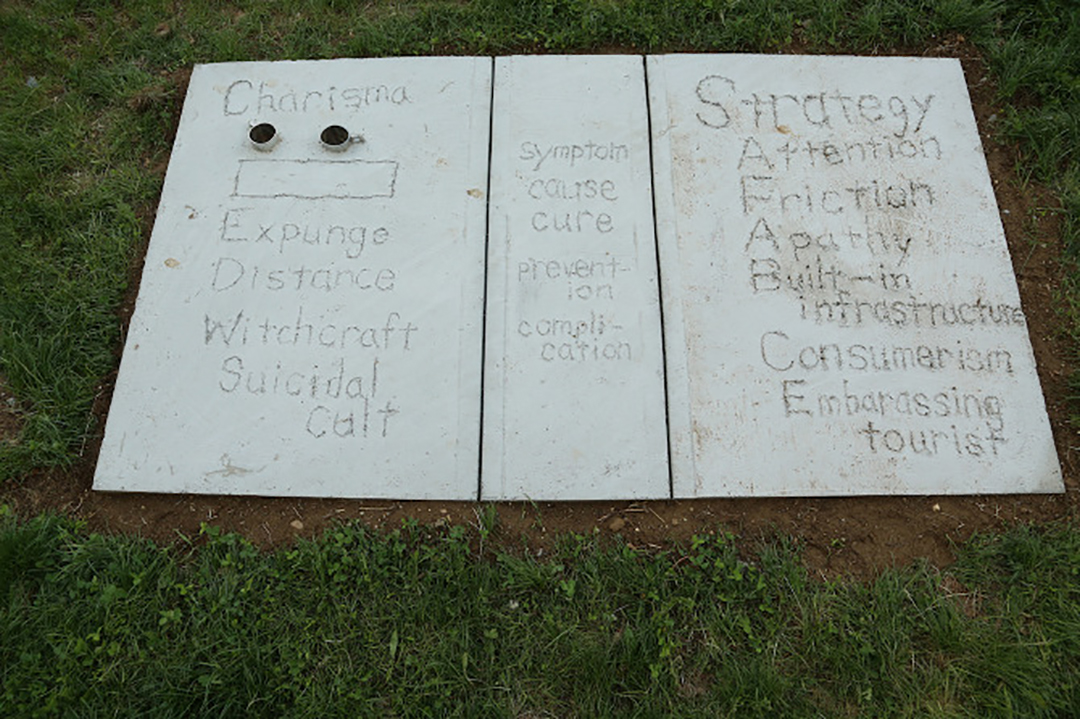 Charisma
Expunge
Distance
Witchcraft
Suicidal
Cult
symptom
cause
cure
prevent-
ion
compli-
cation
Strategy
Attention
Friction
Apathy
Built-in
infrastructure
Consumerism
Embarassing
tourist